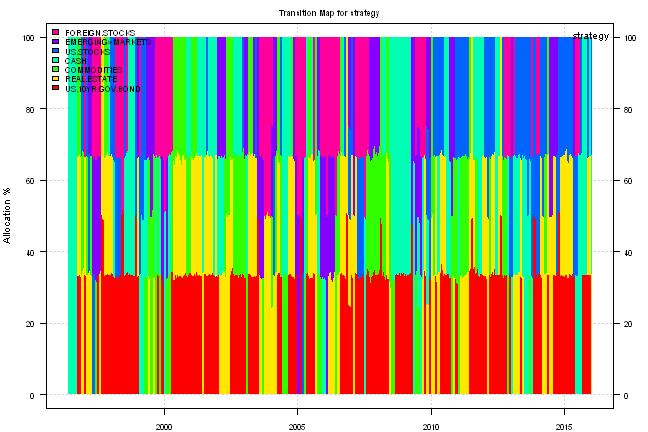 Transition Map for strategy
strategy
FOREIGN.STOCKS
EMERGING>MARKETS
US.STOCKS
CASH
COMMODITIES
REAL.ESTATE
US.10YR.GOV.BOND
Allocation %
100
80
60
40
20
0
100
80
60
40
20
0
2000 2005 2010 2015